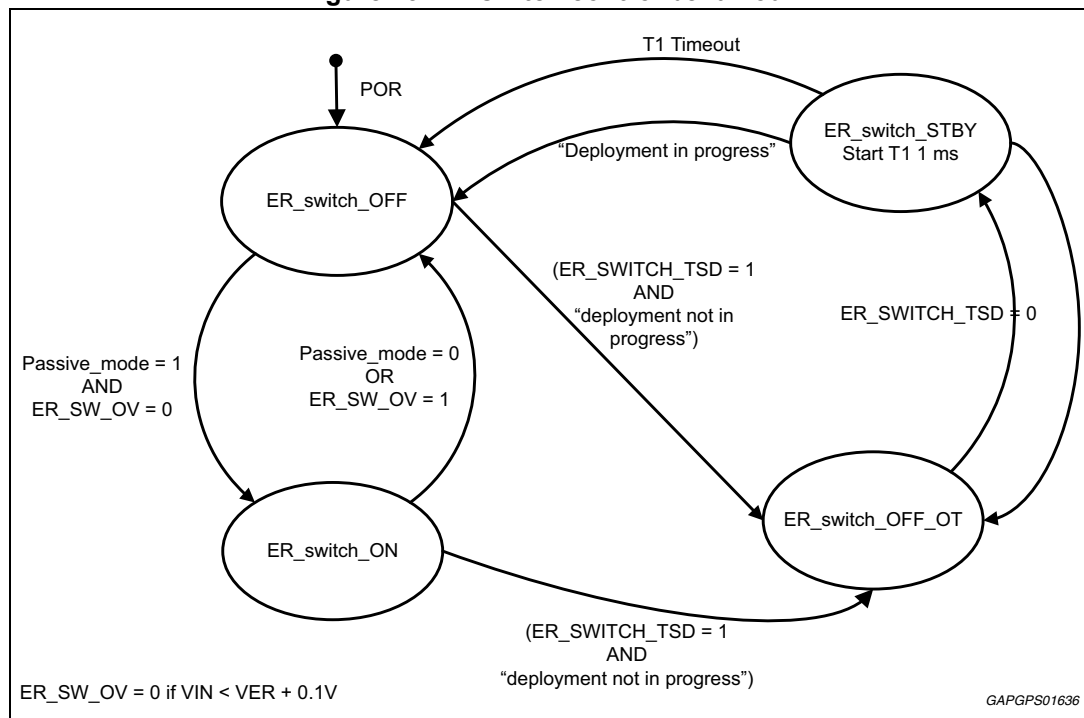 T1 Timeout
POR
ER_switch_STBY
Start T1 1 ms
“Deployment in progress”
ER_switch_OFF
(ER_SWITCH_TSD = 1
AND
“deployment not in
progress”)
ER_SWITCH_TSD = 0
Passive_mode = 1
AND
ER_SW_OV = 0
Passive_mode = 0
OR
ER_SW_OV = 1
ER_switch_OFF_OT
ER_switch_ON
(ER_SWITCH_TSD = 1
AND
“deployment not in progress”)
ER_SW_OV = 0 if VIN < VER + 0.1V
GAPGPS01636